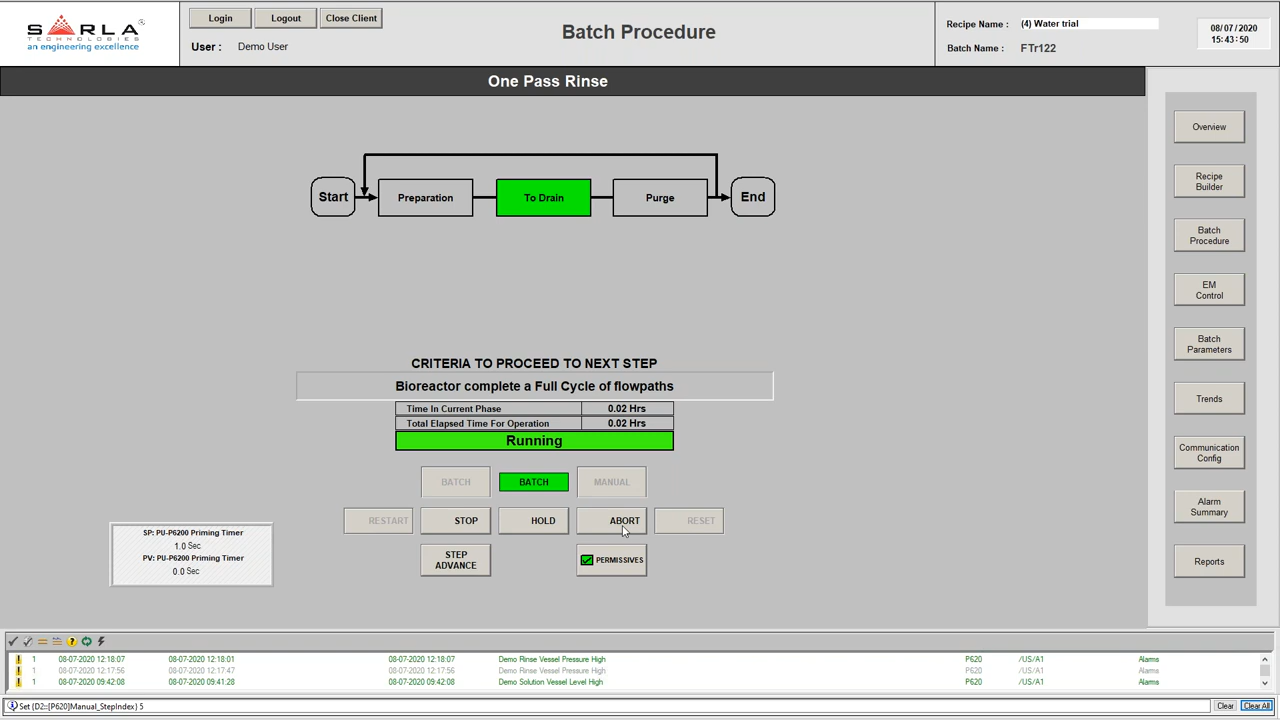 SARLA
TECHNOLOGIES
an engineering excellence
Login
Logout
Close Client
User :
Demo User
Batch Procedure
Recipe Name :
(4) Water trial
Batch Name :
FTr122
08/07/2020
15:43:50
One Pass Rinse
Start
Preparation
To Drain
Purge
End
Overview
Recipe
Builder
Batch
Procedure
EM
Control
Batch
Parameters
Trends
Communication
Config
Alarm
Summary
Reports
CRITERIA TO PROCEED TO NEXT STEP
Bioreactor complete a Full Cycle of flowpaths
Time In Current Phase 0.02 Hrs
Total Elapsed Time For Operation 0.02 Hrs
Running
BATCH
BATCH
MANUAL
RESTART
STOP
HOLD
ABORT
RESET
STEP
ADVANCE
PERMISSIVES
SP: PU-P6200 Priming Timer
1.0 Sec
PV: PU-P6200 Priming Timer
0.0 Sec
1 08-07-2020 12:18:07 08-07-2020 12:18:01 08-07-2020 12:18:07 Demo Rinse Vessel Pressure High P620 /US/A1 Alarms
1 08-07-2020 12:17:56 08-07-2020 12:17:47 Demo Rinse Vessel Pressure High P620 /US/A1 Alarms
1 08-07-2020 09:42:08 08-07-2020 09:41:28 08-07-2020 09:42:08 Demo Solution Vessel Level High P620 /US/A1 Alarms
Set {D2::[P620]Manual_StepIndex} 5
Clear
Clear All